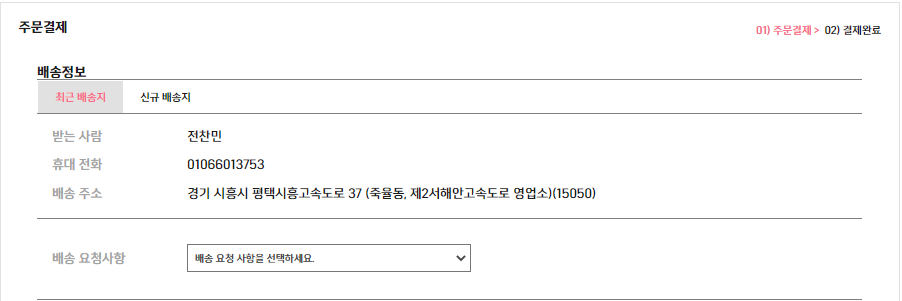 주문결제
01) 주문결제 > 02) 결제완료
배송정보
최근 배송지 신규 배송지
받는 사람 전찬민
휴대 전화 01066013753
배송 주소 경기 시흥시 평택시흥고속도로 37 (죽율동, 제2서해안고속도로 영업소)(15050)
배송 요청사항 배송 요청 사항을 선택하세요.